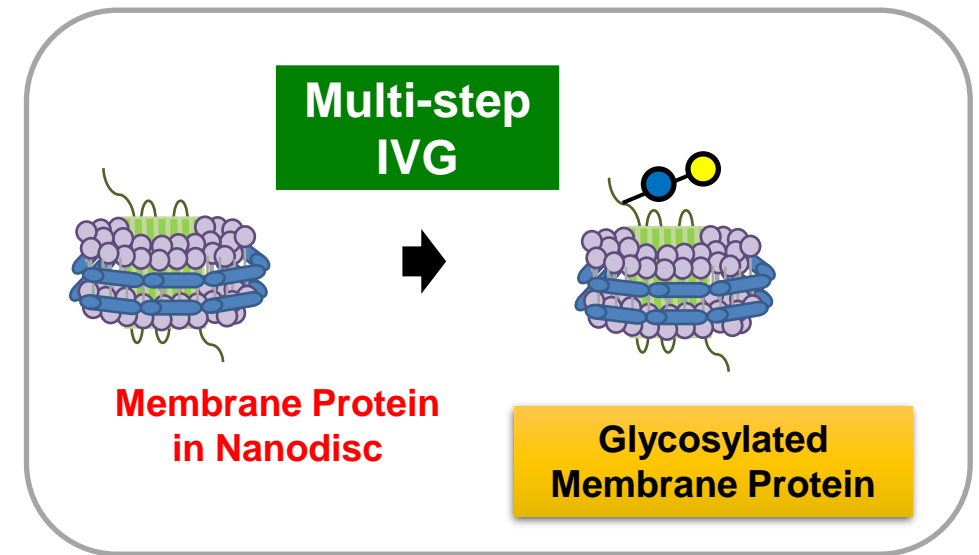 Multi-step
IVG
Membrane Protein
in Nanodisc
Glycosylated
Membrane Protein